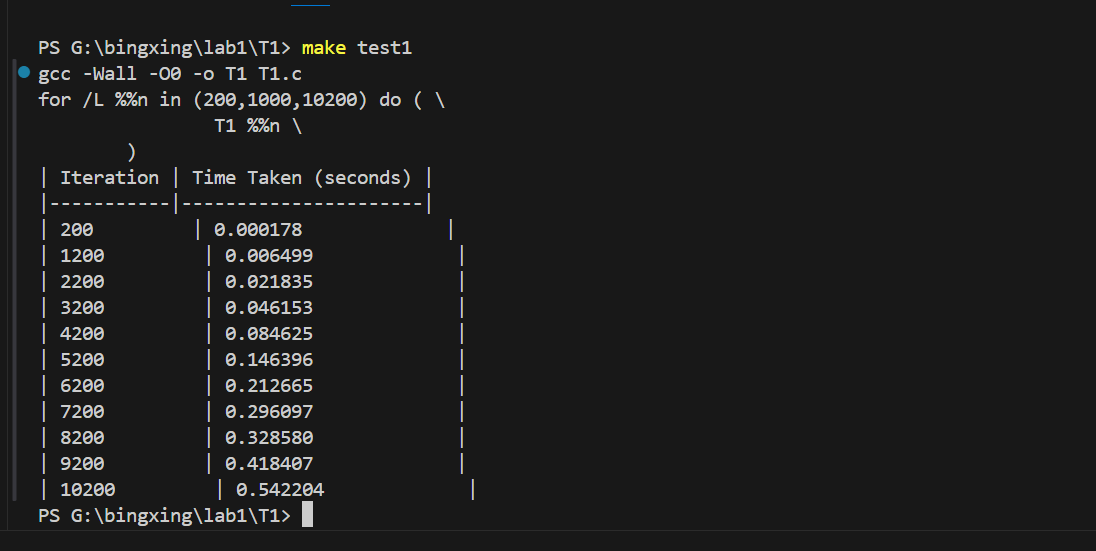 PS G:\bingxing\lab1\T1> make test1
gcc -Wall -O0 -o T1 T1.c
for /L %%n in (200,1000,10200) do ( \
                T1 %%n \
        )
| Iteration | Time Taken (seconds) |
|-----------|----------------------|
| 200         | 0.000178             |
| 1200         | 0.006499             |
| 2200         | 0.021835             |
| 3200         | 0.046153             |
| 4200         | 0.084625             |
| 5200         | 0.146396             |
| 6200         | 0.212665             |
| 7200         | 0.296097             |
| 8200         | 0.328580             |
| 9200         | 0.418407             |
| 10200         | 0.542204             |
PS G:\bingxing\lab1\T1>